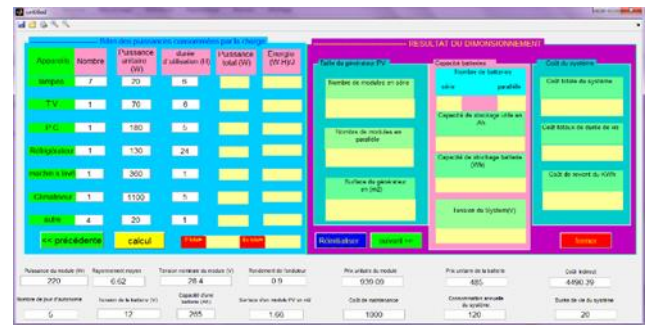 untitled
Bilan des puissances consommées par la charge
Appareils Nombre Puissance unitaire (W) durée d'utilisation (H) Puissance total (W) Energie (W.H)/J
lampes 7 20 6
TV 1 70 6
PC 1 180 5
Réfrigérateur 1 130 24
1 360 1
Climatiseur 1 1100 5
autre 4 20 1
<< précédente calcul
RESULTAT DU DIMONSIONNEMENT
Taille du générateur PV
Nombre de modules en série
Nombre de modules en parallèle
Surface du générateur en (m2)
Capacité batteries
Nombre de batteries
série parallèle
Capacité de stockage utile en Ah
Capacité de stockage batterie (Wh)
Tension du System(V)
Coût du système
Coût totale du système
Coût totaux de durée de vie
Coût de revient du KWh
Réinitialiser suivant >> fermer
Puissance du module (W) Rayonnement moyen Tension nominale du module (V) Rendement de l'onduleur Prix unitaire du module Prix unitaire de la batterie Coût indirect
220 6.62 28.4 0.9 939.09 485 4490.39
Nombre de jour d'autonomie Tension de la batterie (V) Capacité d'une batterie (Ah) Surface d'un module PV en m2 Coût de maintenance Consommation annuelle du système Durée de vie du système
5 12 265 1.66 1000 120 20